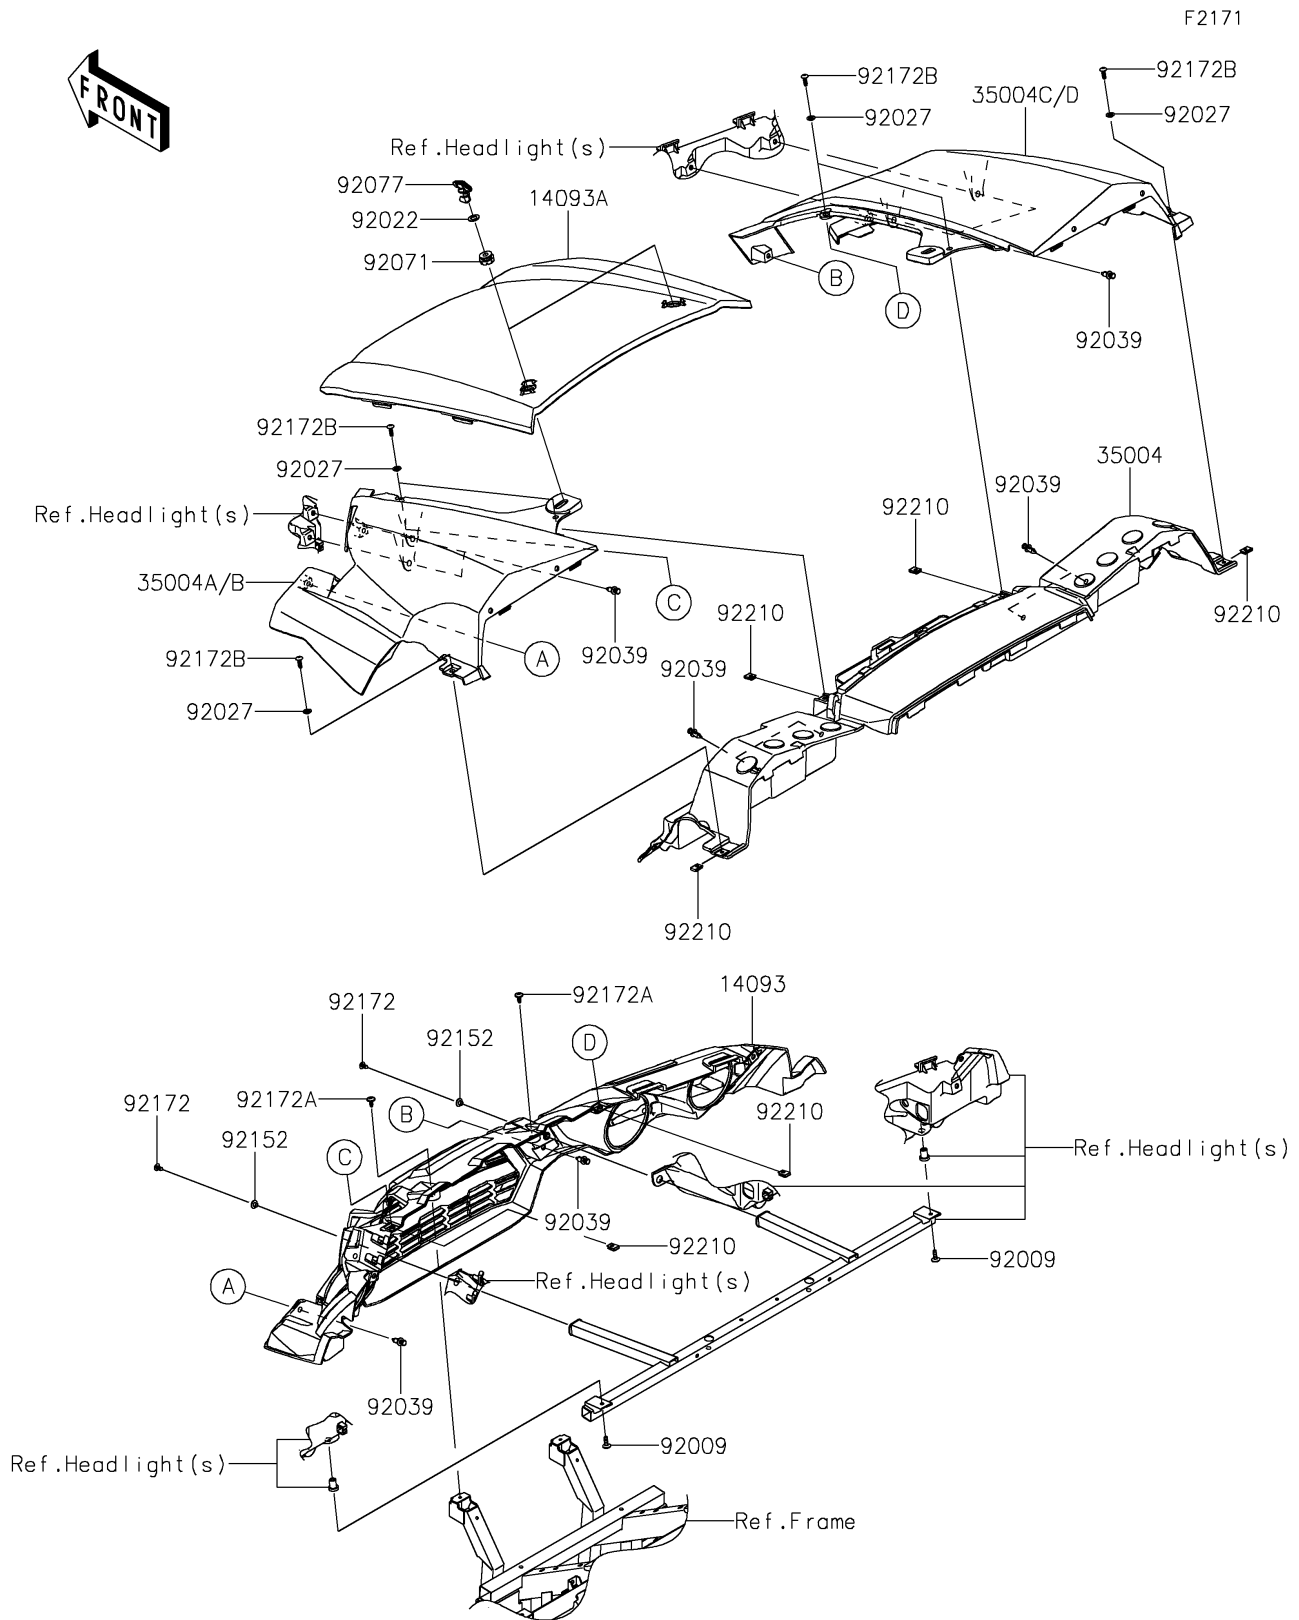 F2171
FRONT
92172B
92172B
35004C/D
92027
92027
Ref.Headlight(s)
92077
14093A
92022
92071
B
D
92039
92172B
35004
92027
92039
Ref.Headlight(s)
92210
35004A/B
C
92210
92210
A
92039
92172B
92039
92027
92210
14093
92172A
92172
92152
D
92172A
92172
B
92210
92152
Ref.Headlight(s)
C
92039
92210
92009
Ref.Headlight(s)
A
92039
92009
Ref.Headlight(s)
Ref.Frame